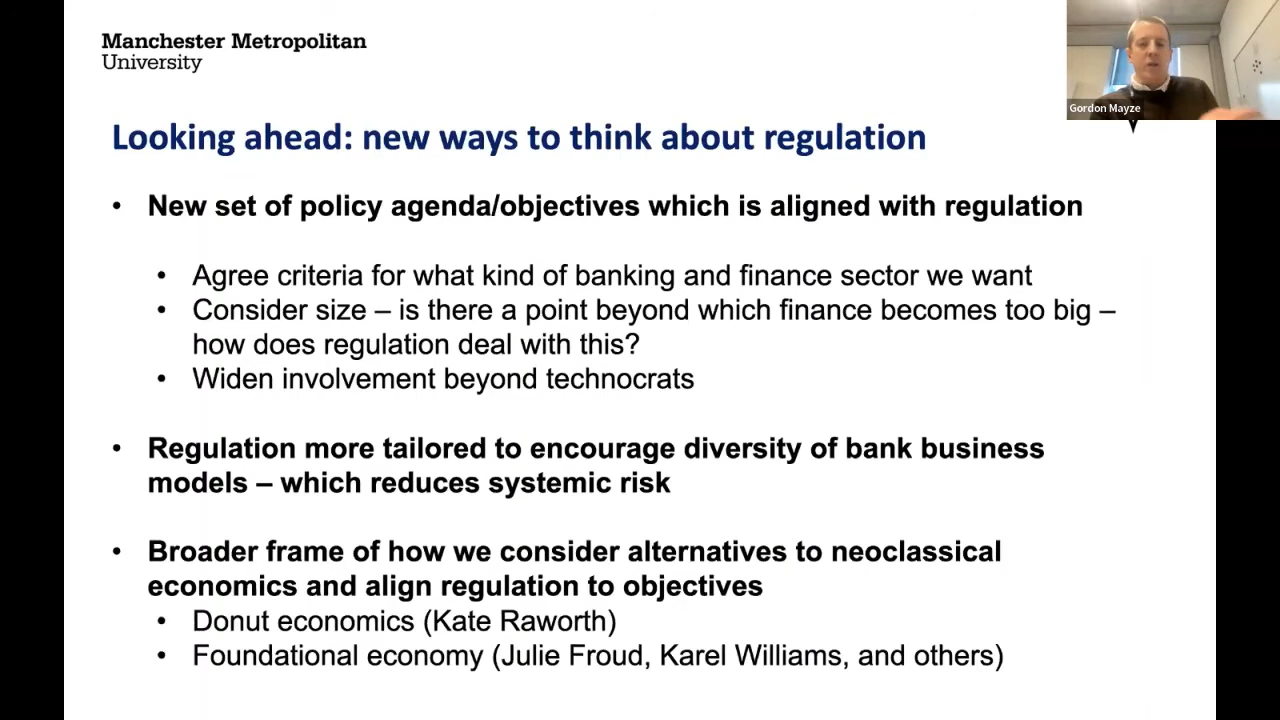 Manchester Metropolitan
University
Gordon Mayze
Looking ahead: new ways to think about regulation
• New set of policy agenda/objectives which is aligned with regulation
• Agree criteria for what kind of banking and finance sector we want
• Consider size – is there a point beyond which finance becomes too big –
how does regulation deal with this?
• Widen involvement beyond technocrats
• Regulation more tailored to encourage diversity of bank business
models – which reduces systemic risk
• Broader frame of how we consider alternatives to neoclassical
economics and align regulation to objectives
• Donut economics (Kate Raworth)
• Foundational economy (Julie Froud, Karel Williams, and others)